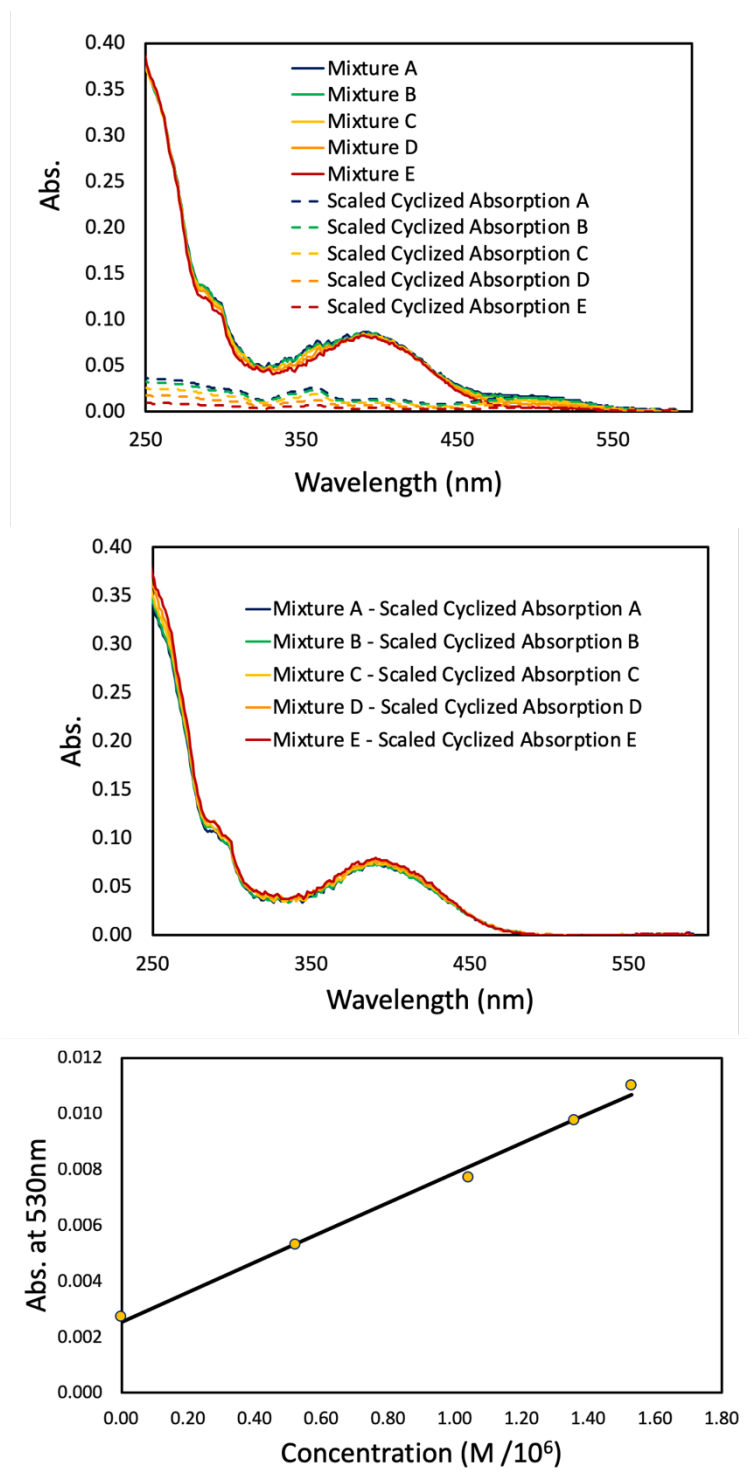 0.40
0.35
0.30
0.25
0.20
0.15
0.10
0.05
0.00
Abs.
Mixture A
Mixture B
Mixture C
Mixture D
Mixture E
Scaled Cyclized Absorption A
Scaled Cyclized Absorption B
Scaled Cyclized Absorption C
Scaled Cyclized Absorption D
Scaled Cyclized Absorption E
250 350 450 550
Wavelength (nm)
0.40
0.35
0.30
0.25
0.20
0.15
0.10
0.05
0.00
Abs.
Mixture A - Scaled Cyclized Absorption A
Mixture B - Scaled Cyclized Absorption B
Mixture C - Scaled Cyclized Absorption C
Mixture D - Scaled Cyclized Absorption D
Mixture E - Scaled Cyclized Absorption E
250 350 450 550
Wavelength (nm)
0.012
0.010
0.008
0.006
0.004
0.002
0.000
Abs. at 530nm
0.00 0.20 0.40 0.60 0.80 1.00 1.20 1.40 1.60 1.80
Concentration (M /10⁶)